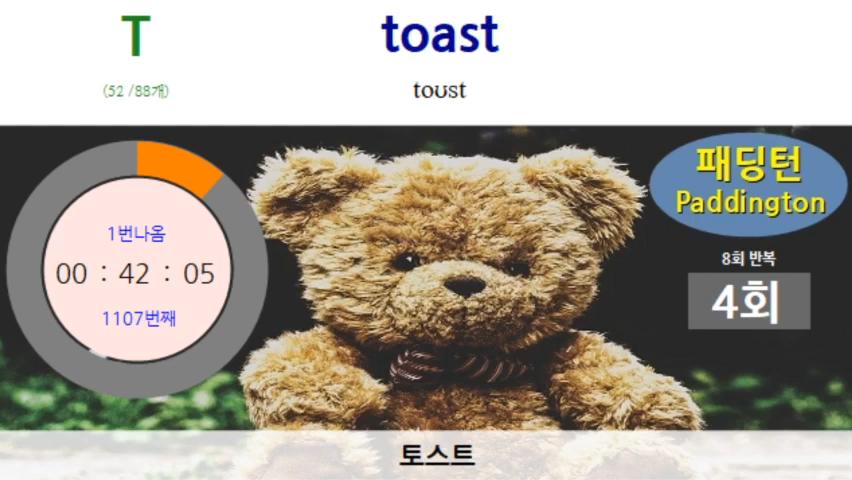 T
toast
(52 /88개)
toʊst
패딩턴
Paddington
1번나옴
00 : 42 : 05
1107번째
8회 반복
4회
토스트